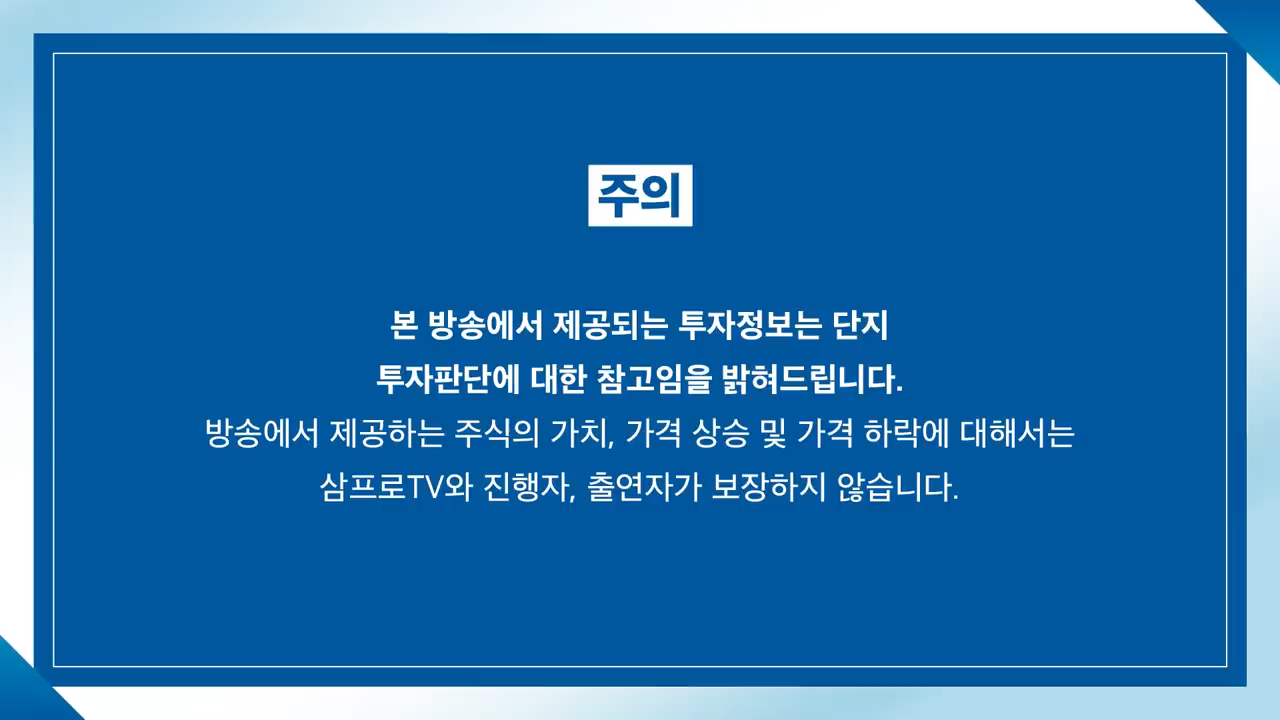 주의
본 방송에서 제공되는 투자정보는 단지
투자판단에 대한 참고임을 밝혀드립니다.
방송에서 제공하는 주식의 가치, 가격 상승 및 가격 하락에 대해서는
삼프로TV와 진행자, 출연자가 보장하지 않습니다.